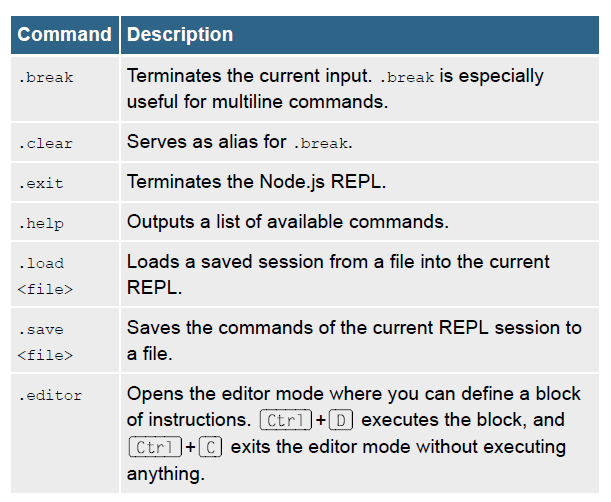 Command Description
.break Terminates the current input. .break is especially
useful for multiline commands.
.clear Serves as alias for .break.
.exit Terminates the Node.js REPL.
.help Outputs a list of available commands.
.load Loads a saved session from a file into the current
<file> REPL.
.save Saves the commands of the current REPL session to
<file> a file.
.editor Opens the editor mode where you can define a block
of instructions. Ctrl+D executes the block, and
Ctrl+C exits the editor mode without executing
anything.